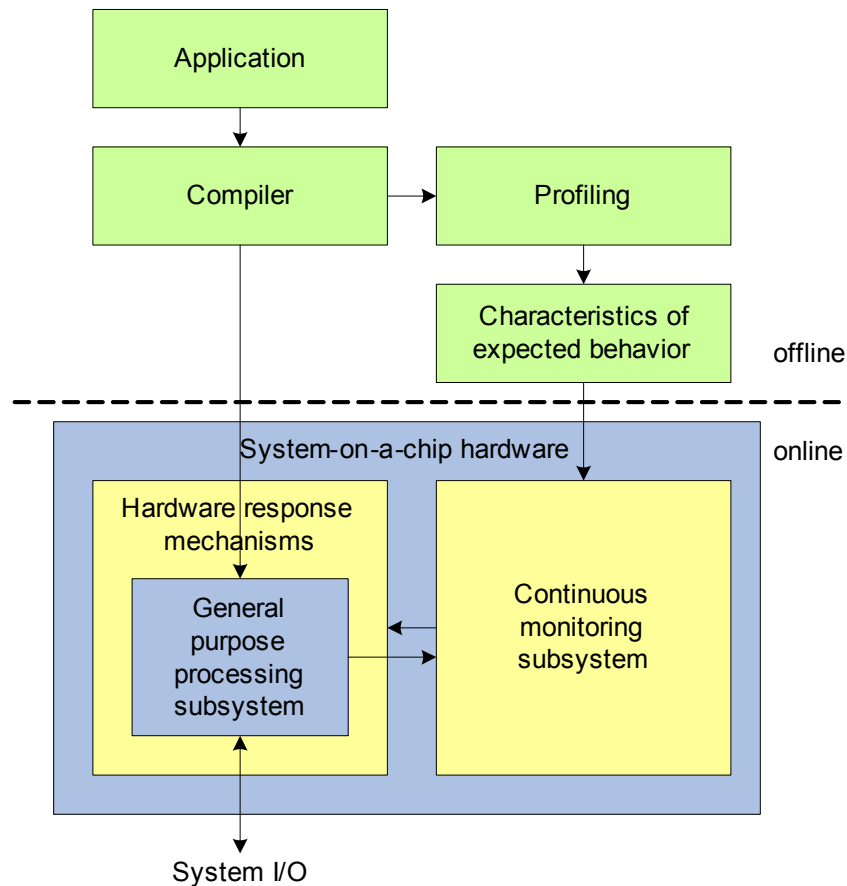 Application
Compiler
Profiling
Characteristics of
expected behavior
offline
System-on-a-chip hardware
online
Hardware response
mechanisms
General
purpose
processing
subsystem
Continuous
monitoring
subsystem
System I/O